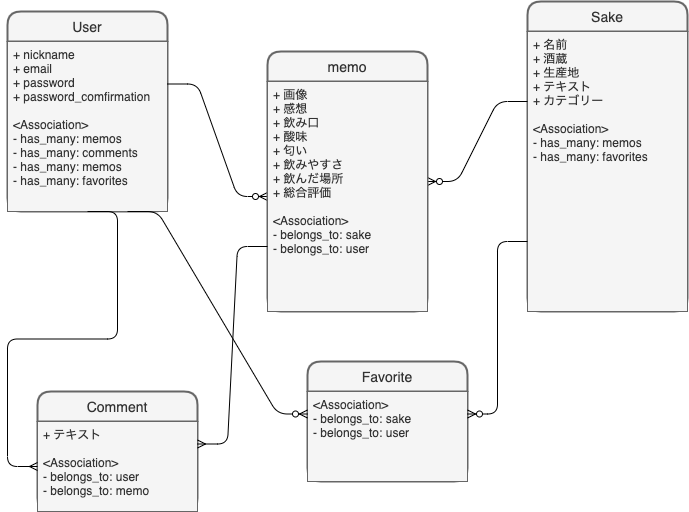 User
+ nickname
+ email
+ password
+ password_comfirmation
<Association>
- has_many: memos
- has_many: comments
- has_many: memos
- has_many: favorites
memo
+ 画像
+ 感想
+ 飲み口
+ 酸味
+ 匂い
+ 飲みやすさ
+ 飲んだ場所
+ 総合評価
<Association>
- belongs_to: sake
- belongs_to: user
Sake
+ 名前
+ 酒蔵
+ 生産地
+ テキスト
+ カテゴリー
<Association>
- has_many: memos
- has_many: favorites
Comment
+ テキスト
<Association>
- belongs_to: user
- belongs_to: memo
Favorite
<Association>
- belongs_to: sake
- belongs_to: user